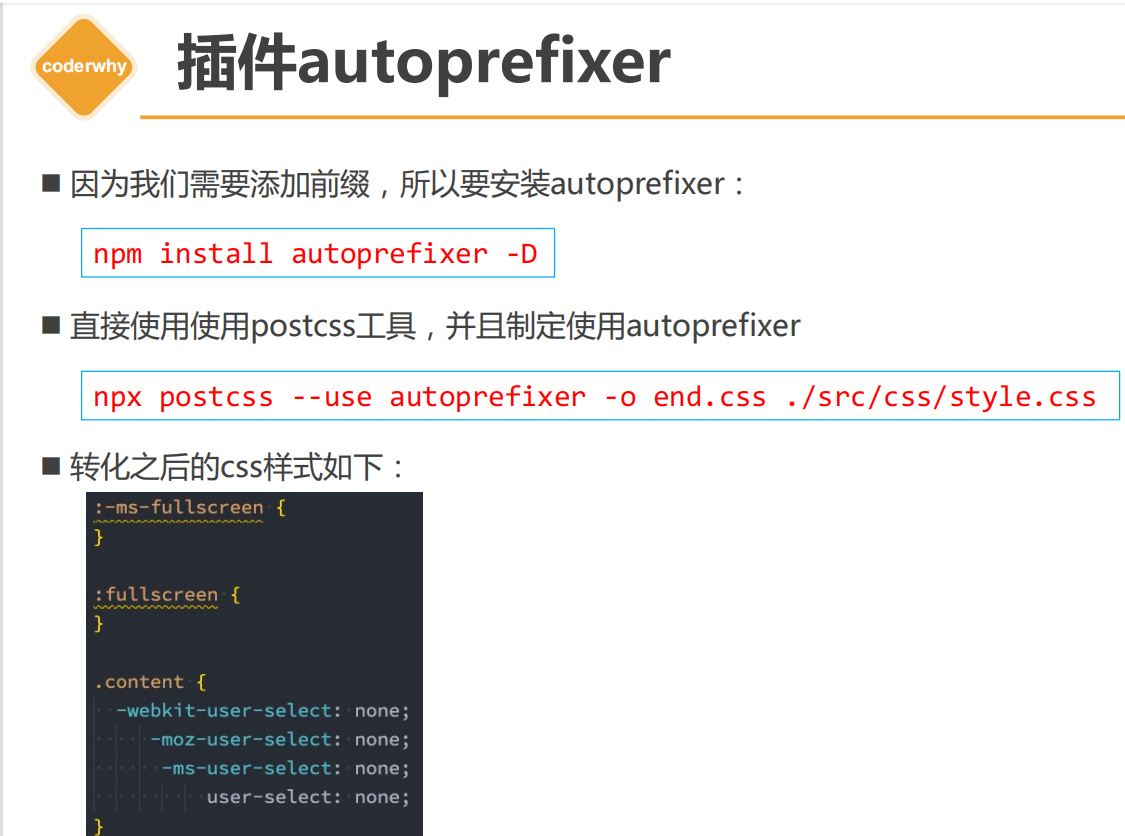 coderwhy
插件autoprefixer
因为我们需要添加前缀，所以要安装autoprefixer：
npm install autoprefixer -D
直接使用使用postcss工具，并且制定使用autoprefixer
npx postcss --use autoprefixer -o end.css ./src/css/style.css
转化之后的css样式如下：
:-ms-fullscreen {
}
:fullscreen {
}
.content {
-webkit-user-select: none;
-moz-user-select: none;
-ms-user-select: none;
user-select: none;
}